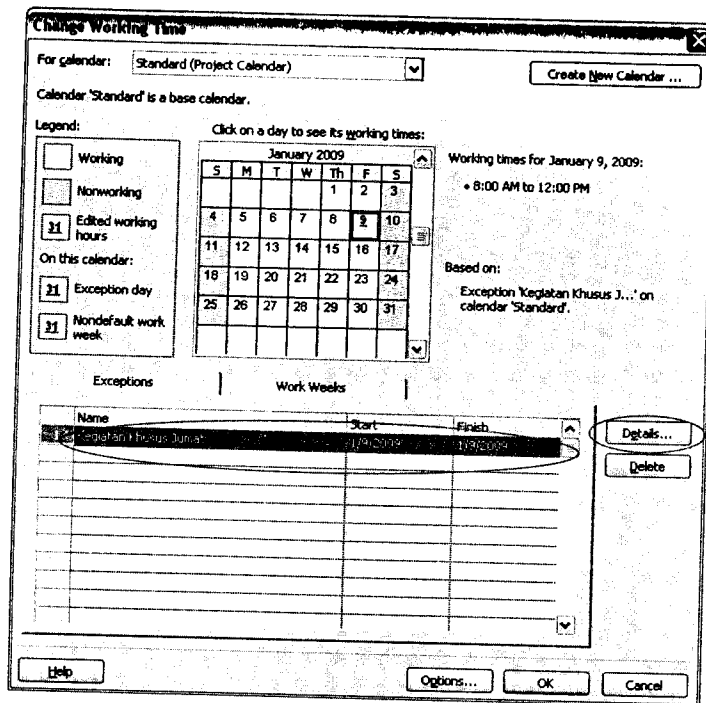 Change Working Time
For calendar: Standard (Project Calendar)
Create New Calendar ...
Calendar 'Standard' is a base calendar.
Legend:
Working
Nonworking
31 Edited working hours
On this calendar:
31 Exception day
31 Nondefault work week
Click on a day to see its working times:
January 2009
S M T W Th F S
1 2 3
4 5 6 7 8 9 10
11 12 13 14 15 16 17
18 19 20 21 22 23 24
25 26 27 28 29 30 31
Working times for January 9, 2009:
• 8:00 AM to 12:00 PM
Based on:
Exception 'Kegiatan Khusus J...' on
calendar 'Standard'.
Exceptions Work Weeks
Name Start Finish
1 Kegiatan Khusus Jumat 1/9/2009 1/9/2009
Details...
Delete
Help
Options... OK Cancel